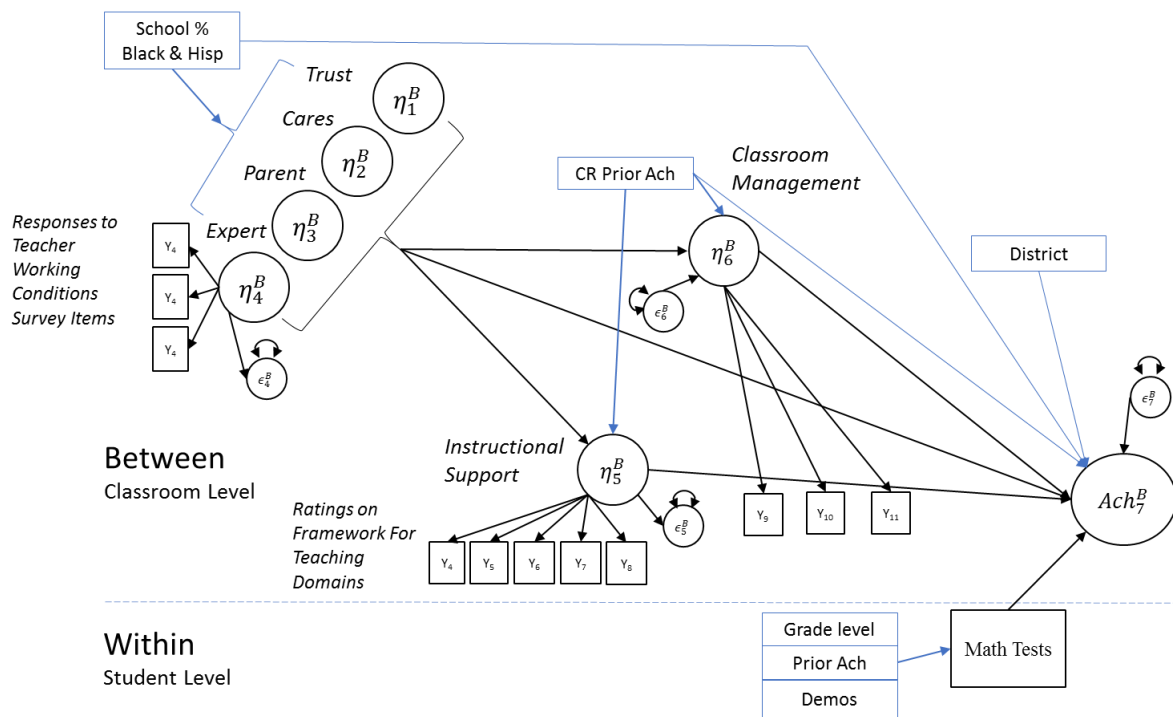 School %
Black & Hisp
Trust
η₁ᴮ
Cares
η₂ᴮ
Parent
η₃ᴮ
Expert
η₄ᴮ
Responses to
Teacher
Working
Conditions
Survey Items
Y₄
Y₄
Y₄
ϵ₄ᴮ
CR Prior Ach
Classroom
Management
η₆ᴮ
ϵ₆ᴮ
District
ϵ₇ᴮ
Between
Classroom Level
Instructional
Support
η₅ᴮ
ϵ₅ᴮ
Ratings on
Framework For
Teaching
Domains
Y₄ Y₅ Y₆ Y₇ Y₈
Y₉ Y₁₀ Y₁₁
Ach₇ᴮ
Within
Student Level
Grade level
Prior Ach
Demos
Math Tests